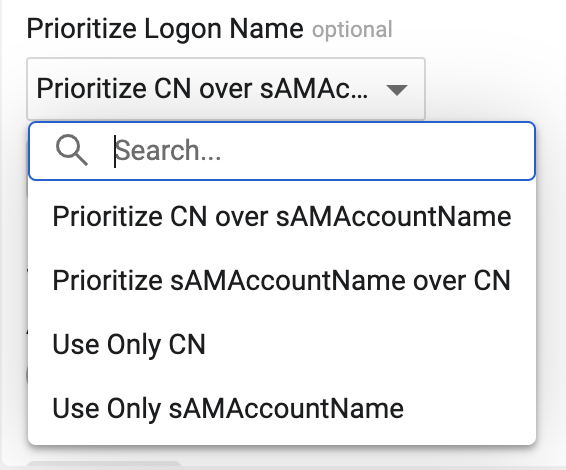 Prioritize Logon Name optional
Prioritize CN over sAMAc...
Search...
Prioritize CN over sAMAccountName
Prioritize sAMAccountName over CN
Use Only CN
Use Only sAMAccountName